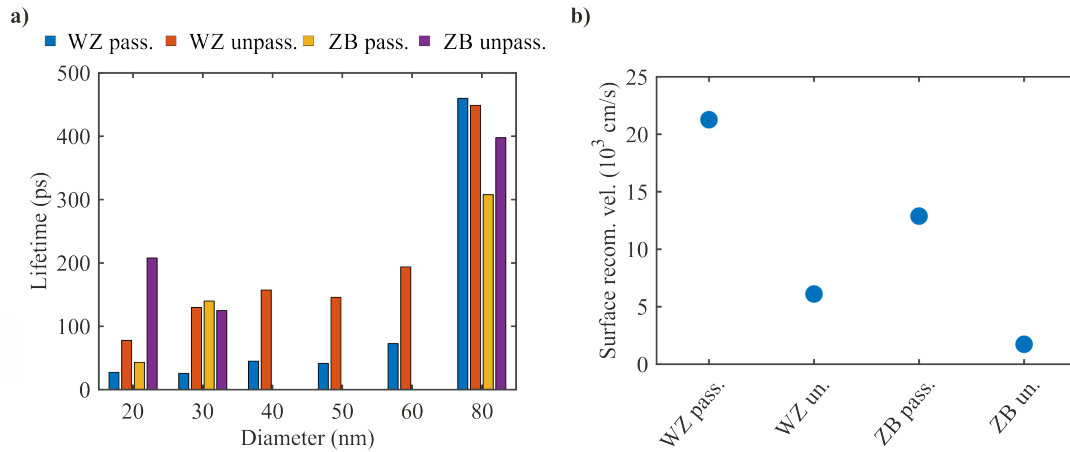 a)
WZ pass. WZ unpass. ZB pass. ZB unpass.
500
400
300
200
100
0
Lifetime (ps)
20 30 40 50 60 80
Diameter (nm)
b)
25
20
15
10
5
0
Surface recom. vel. (10³ cm/s)
WZ pass.
WZ un.
ZB pass.
ZB un.